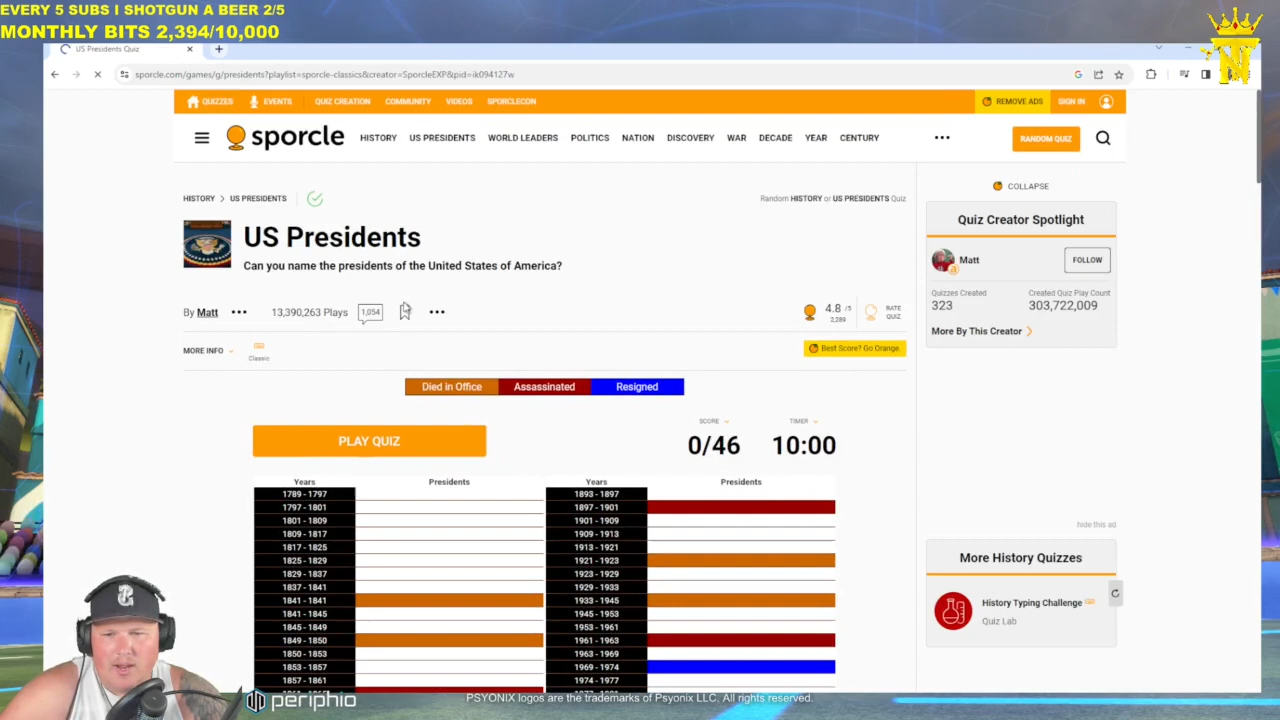 EVERY 5 SUBS I SHOTGUN A BEER 2/5
MONTHLY BITS 2,394/10,000
US Presidents Quiz
sporcle.com/games/g/presidents?playlist=sporcle-classics&creator=SporcleEXP&pid=ik094127w
QUIZZES EVENTS QUIZ CREATION COMMUNITY VIDEOS SPORCLECON REMOVE ADS SIGN IN
sporcle HISTORY US PRESIDENTS WORLD LEADERS POLITICS NATION DISCOVERY WAR DECADE YEAR CENTURY RANDOM QUIZ
HISTORY > US PRESIDENTS
Random HISTORY or US PRESIDENTS Quiz
US Presidents
Can you name the presidents of the United States of America?
By Matt 13,390,263 Plays 1,054
4.8 /5
2,289
RATE
QUIZ
MORE INFO
Classic
Best Score? Go Orange.
Died in Office Assassinated Resigned
PLAY QUIZ
SCORE TIMER
0/46 10:00
Years Presidents Years Presidents
1789 - 1797 1893 - 1897
1797 - 1801 1897 - 1901
1801 - 1809 1901 - 1909
1809 - 1817 1909 - 1913
1817 - 1825 1913 - 1921
1825 - 1829 1921 - 1923
1829 - 1837 1923 - 1929
1837 - 1841 1929 - 1933
1841 - 1841 1933 - 1945
1841 - 1845 1945 - 1953
1845 - 1849 1953 - 1961
1849 - 1850 1961 - 1963
1850 - 1853 1963 - 1969
1853 - 1857 1969 - 1974
1857 - 1861 1974 - 1977
COLLAPSE
Quiz Creator Spotlight
Matt
FOLLOW
Quizzes Created Created Quiz Play Count
323 303,722,009
More By This Creator >
hide this ad
More History Quizzes
History Typing Challenge
Quiz Lab
periphio
PSYONIX logos are the trademarks of Psyonix LLC. All rights reserved.